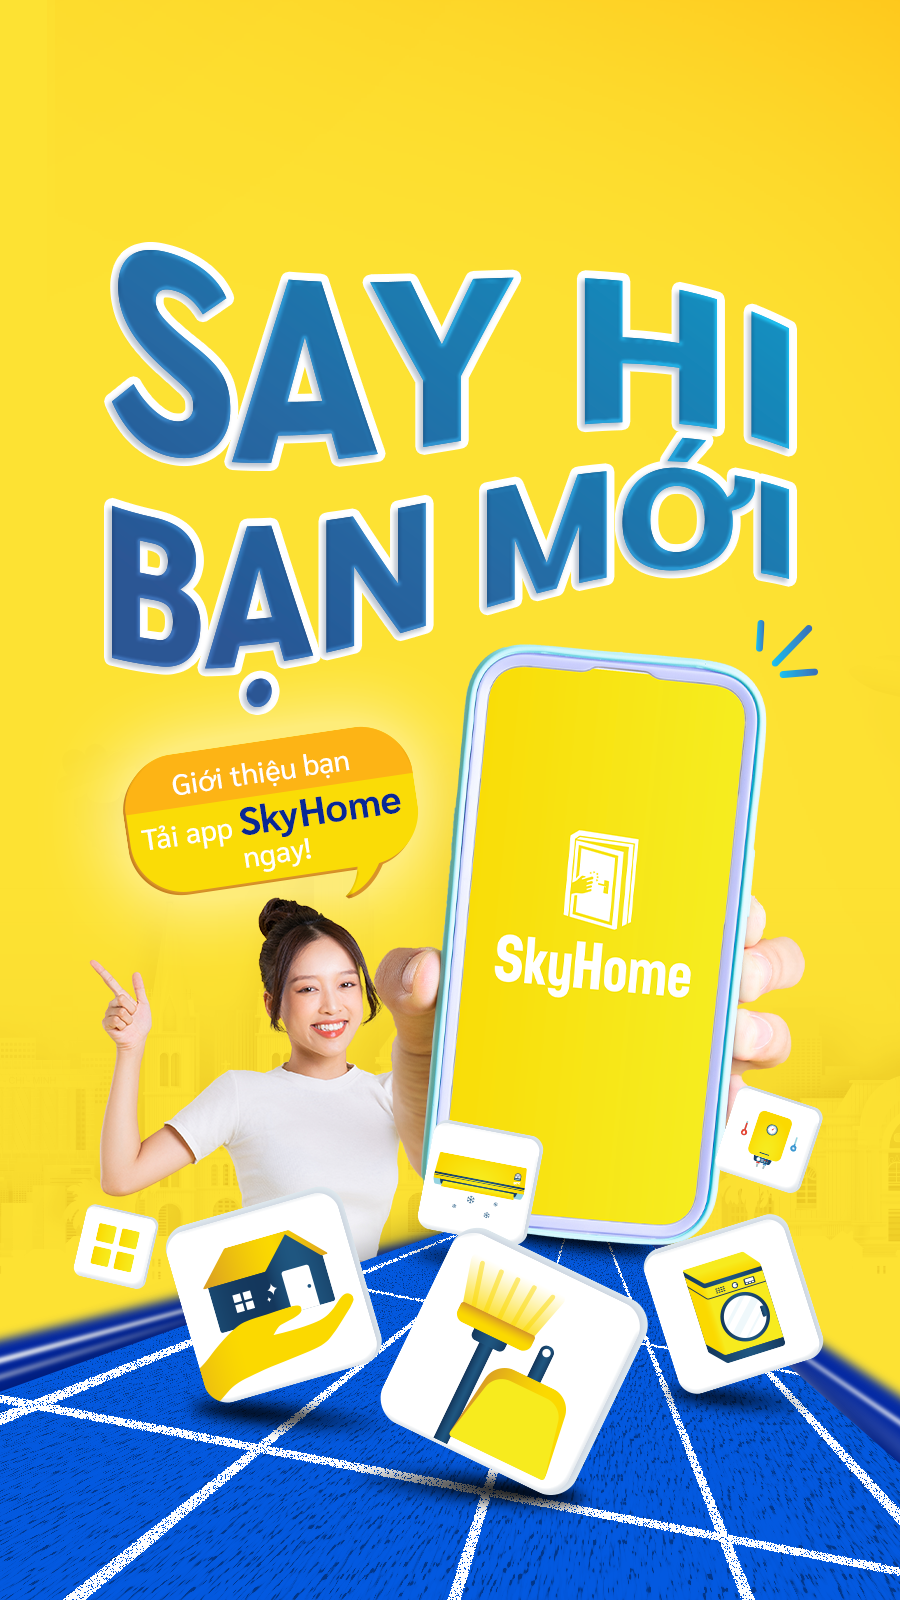 SAY HI
BẠN MỚI
Giới thiệu bạn
Tải app SkyHome
ngay!
SkyHome